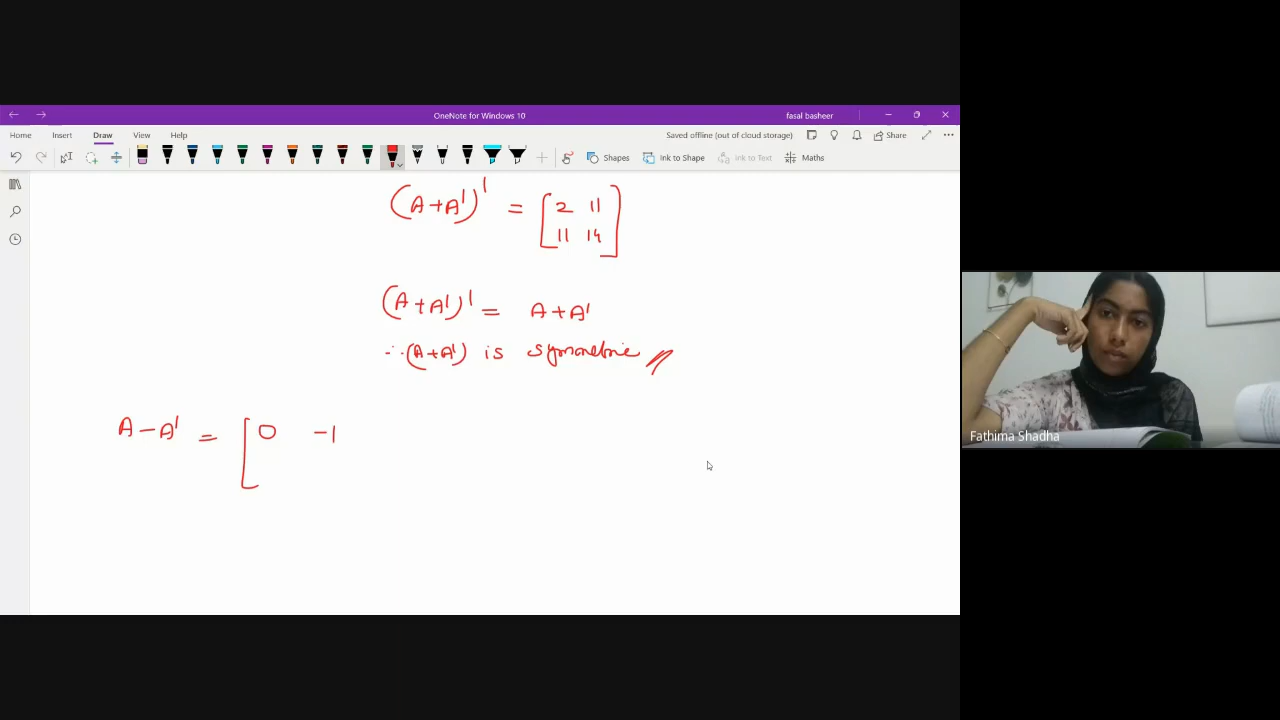 OneNote for Windows 10
fasal basheer
Home Insert Draw View Help
Saved offline (out of cloud storage)
Share
Shapes
Ink to Shape
Ink to Text
Maths
(A+A')' = [2 11
11 14]
(A+A')' = A+A'
∴(A+A') is symmetric //
A−A' = [0 -1
Fathima Shadha